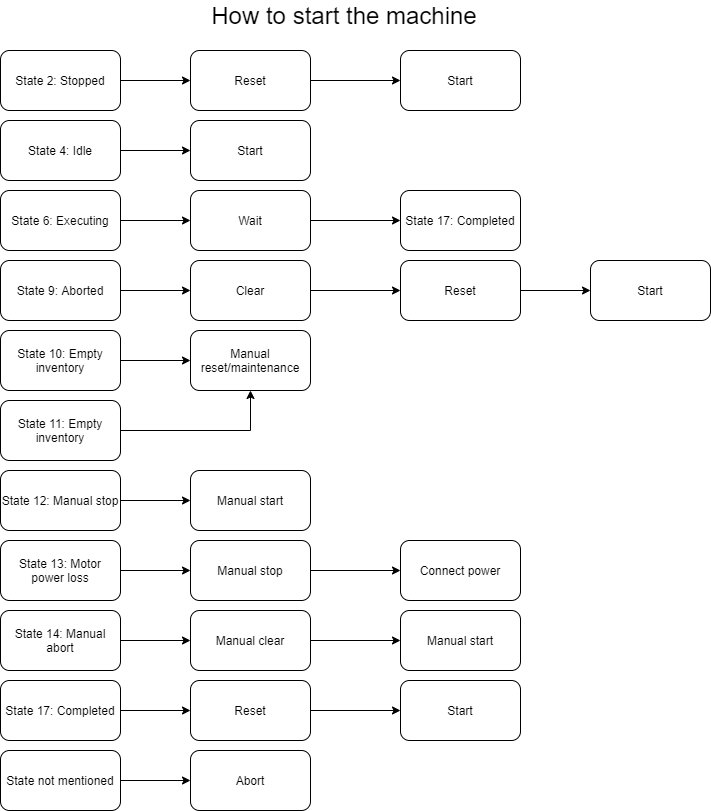 How to start the machine
State 2: Stopped
Reset
Start
State 4: Idle
Start
State 6: Executing
Wait
State 17: Completed
State 9: Aborted
Clear
Reset
Start
State 10: Empty
inventory
Manual
reset/maintenance
State 11: Empty
inventory
State 12: Manual stop
Manual start
State 13: Motor
power loss
Manual stop
Connect power
State 14: Manual
abort
Manual clear
Manual start
State 17: Completed
Reset
Start
State not mentioned
Abort